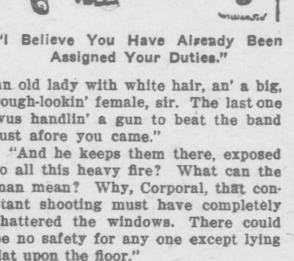 "I Believe You Have Already Been
Assigned Your Duties."
an old lady with white hair, an' a big,
rough-lookin' female, sir. The last one
wus handlin' a gun to beat the band
just afore you came."
"And he keeps them there, exposed
to all this heavy fire? What can the
man mean? Why, Corporal, that con-
stant shooting must have completely
shattered the windows. There could
be no safety for any one except lying
flat upon the floor."